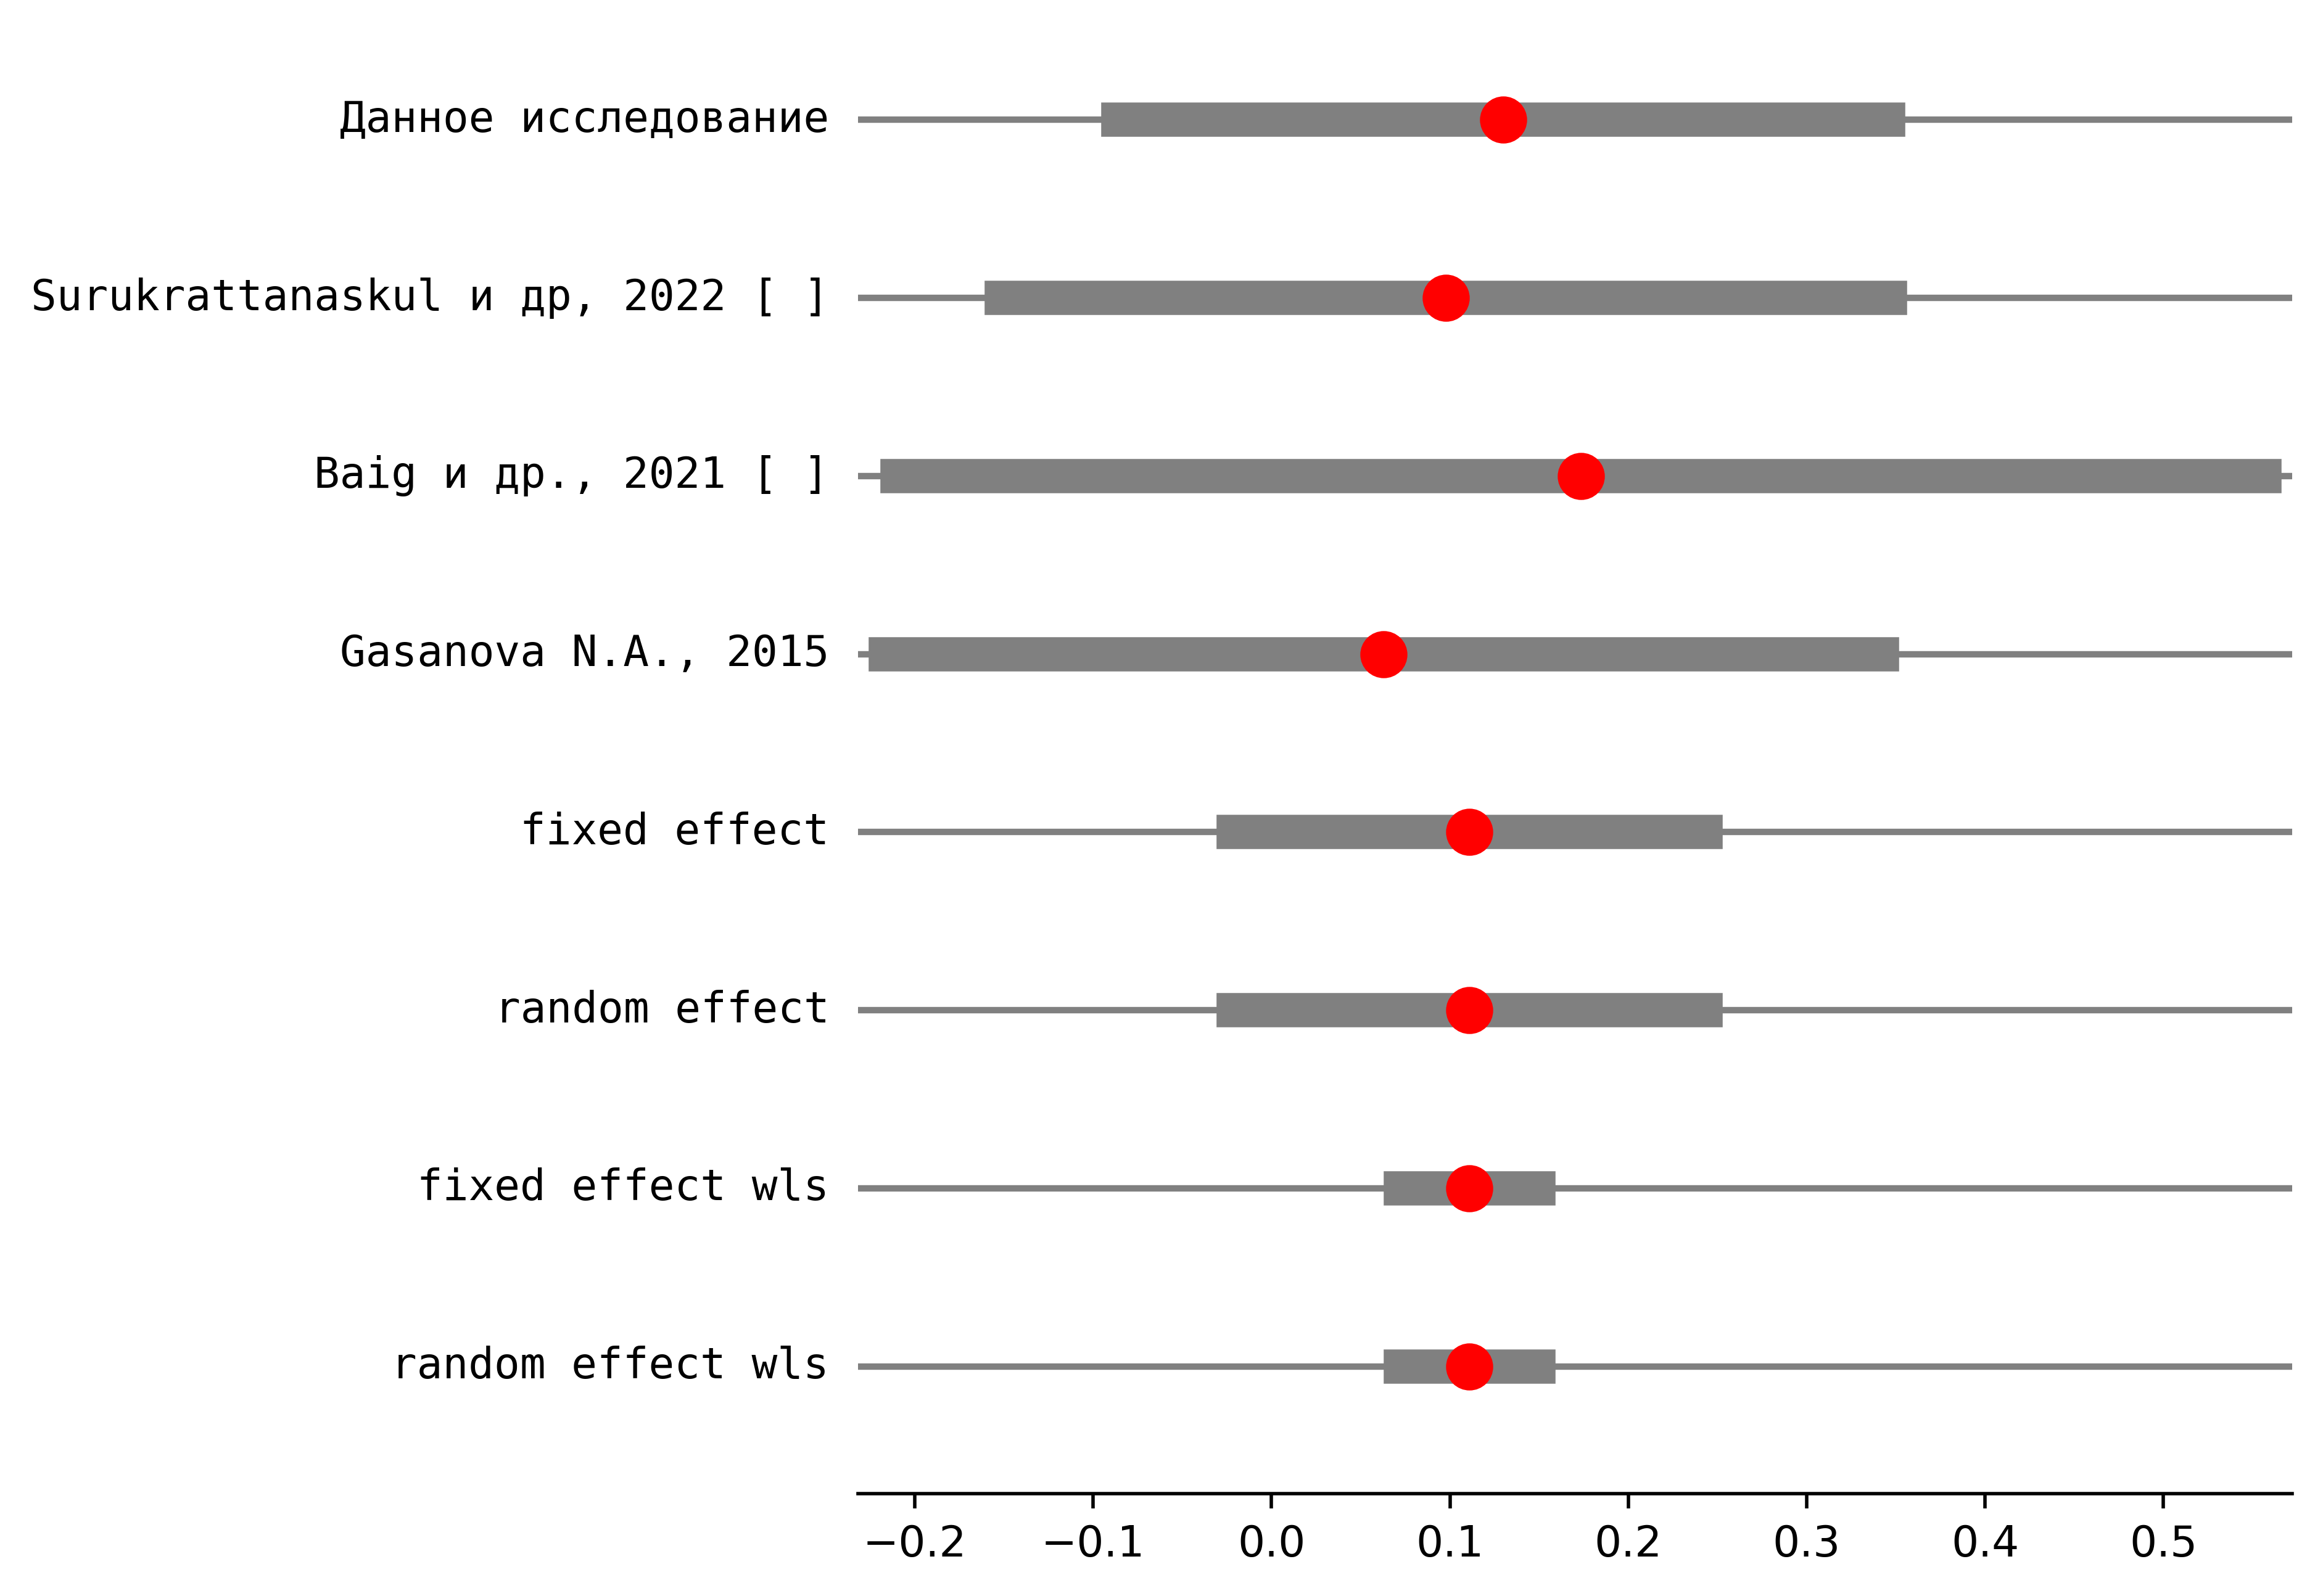 Данное исследование
Surukrattanaskul и др, 2022 [ ]
Baig и др., 2021 [ ]
Gasanova N.A., 2015
fixed effect
random effect
fixed effect wls
random effect wls
−0.2 −0.1 0.0 0.1 0.2 0.3 0.4 0.5